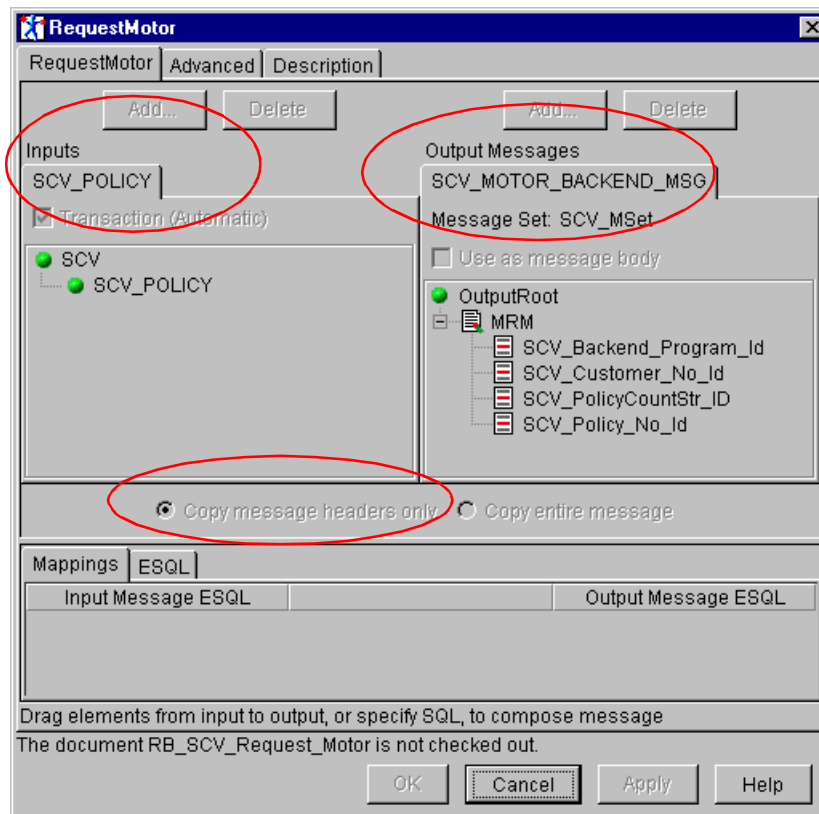 RequestMotor
RequestMotor Advanced Description
Add... Delete Add... Delete
Inputs Output Messages
SCV_POLICY SCV_MOTOR_BACKEND_MSG
Transaction (Automatic) Message Set: SCV_MSet
Use as message body
SCV
SCV_POLICY
OutputRoot
MRM
SCV_Backend_Program_Id
SCV_Customer_No_Id
SCV_PolicyCountStr_ID
SCV_Policy_No_Id
Copy message headers only Copy entire message
Mappings ESQL
Input Message ESQL Output Message ESQL
Drag elements from input to output, or specify SQL, to compose message
The document RB_SCV_Request_Motor is not checked out.
OK Cancel Apply Help